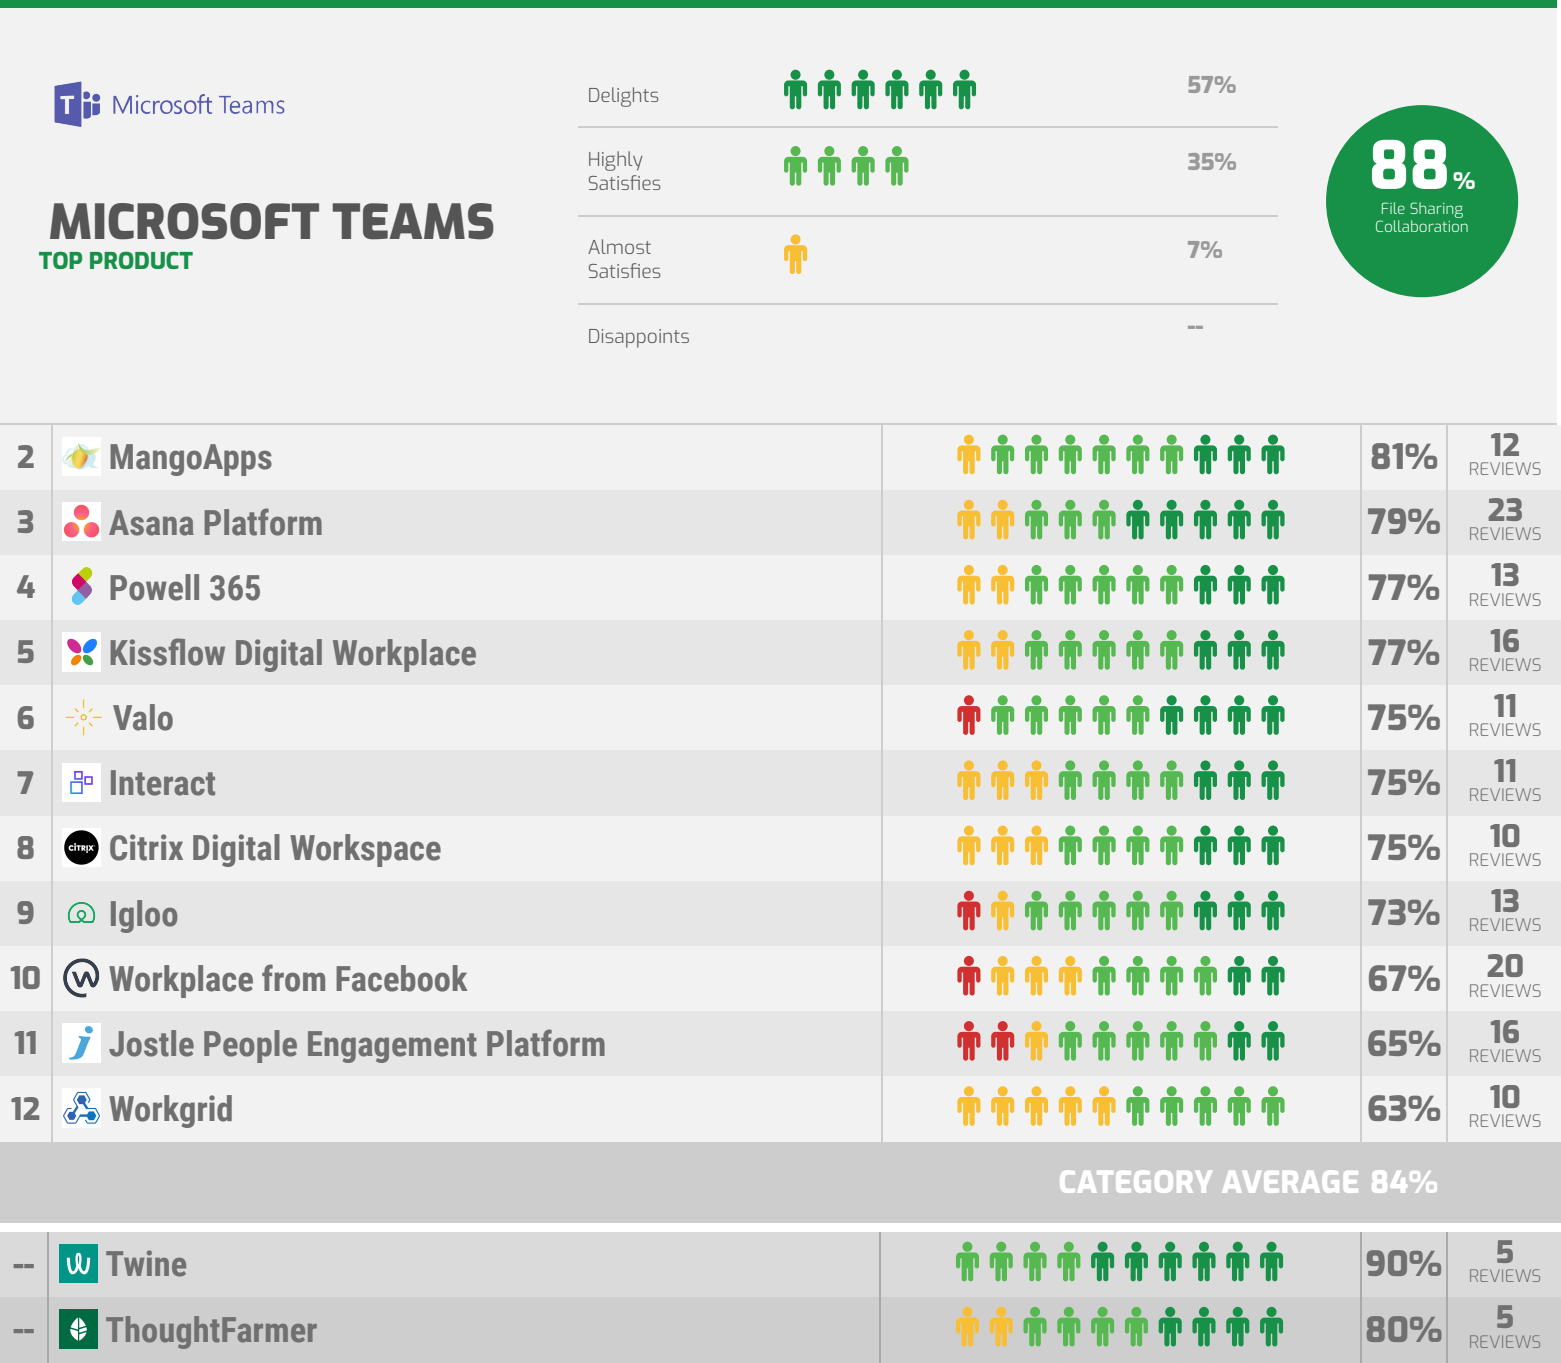 Microsoft Teams
MICROSOFT TEAMS
TOP PRODUCT
Delights 57%
Highly
Satisfies 35%
Almost
Satisfies 7%
Disappoints --
88%
File Sharing
Collaboration
2 MangoApps 81% 12 REVIEWS
3 Asana Platform 79% 23 REVIEWS
4 Powell 365 77% 13 REVIEWS
5 Kissflow Digital Workplace 77% 16 REVIEWS
6 Valo 75% 11 REVIEWS
7 Interact 75% 11 REVIEWS
8 CITRIX Citrix Digital Workspace 75% 10 REVIEWS
9 Igloo 73% 13 REVIEWS
10 Workplace from Facebook 67% 20 REVIEWS
11 Jostle People Engagement Platform 65% 16 REVIEWS
12 Workgrid 63% 10 REVIEWS
CATEGORY AVERAGE 84%
-- Twine 90% 5 REVIEWS
-- ThoughtFarmer 80% 5 REVIEWS